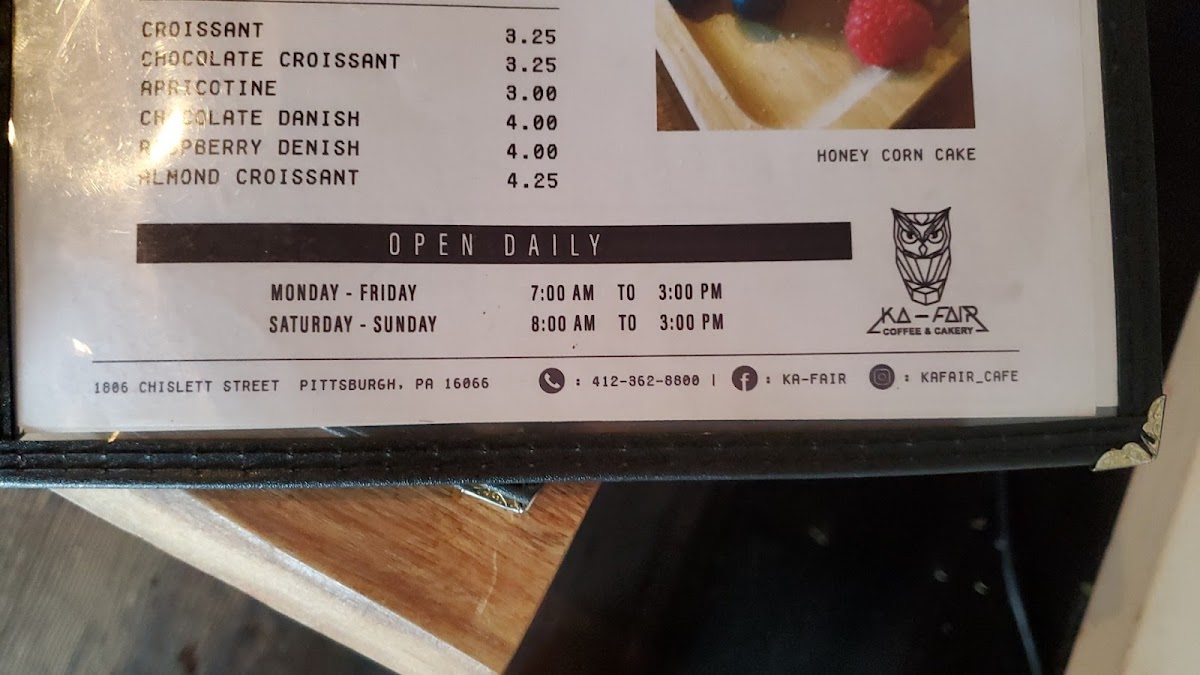 CROISSANT 3.25
CHOCOLATE CROISSANT 3.25
APRICOTINE 3.00
CHOCOLATE DANISH 4.00
RASPBERRY DENISH 4.00
ALMOND CROISSANT 4.25
HONEY CORN CAKE
OPEN DAILY
MONDAY - FRIDAY 7:00 AM TO 3:00 PM
SATURDAY - SUNDAY 8:00 AM TO 3:00 PM
KA-FAIR
COFFEE & CAKERY
1806 CHISLETT STREET PITTSBURGH, PA 16066 : 412-362-8800 | : KA-FAIR : KAFAIR_CAFE